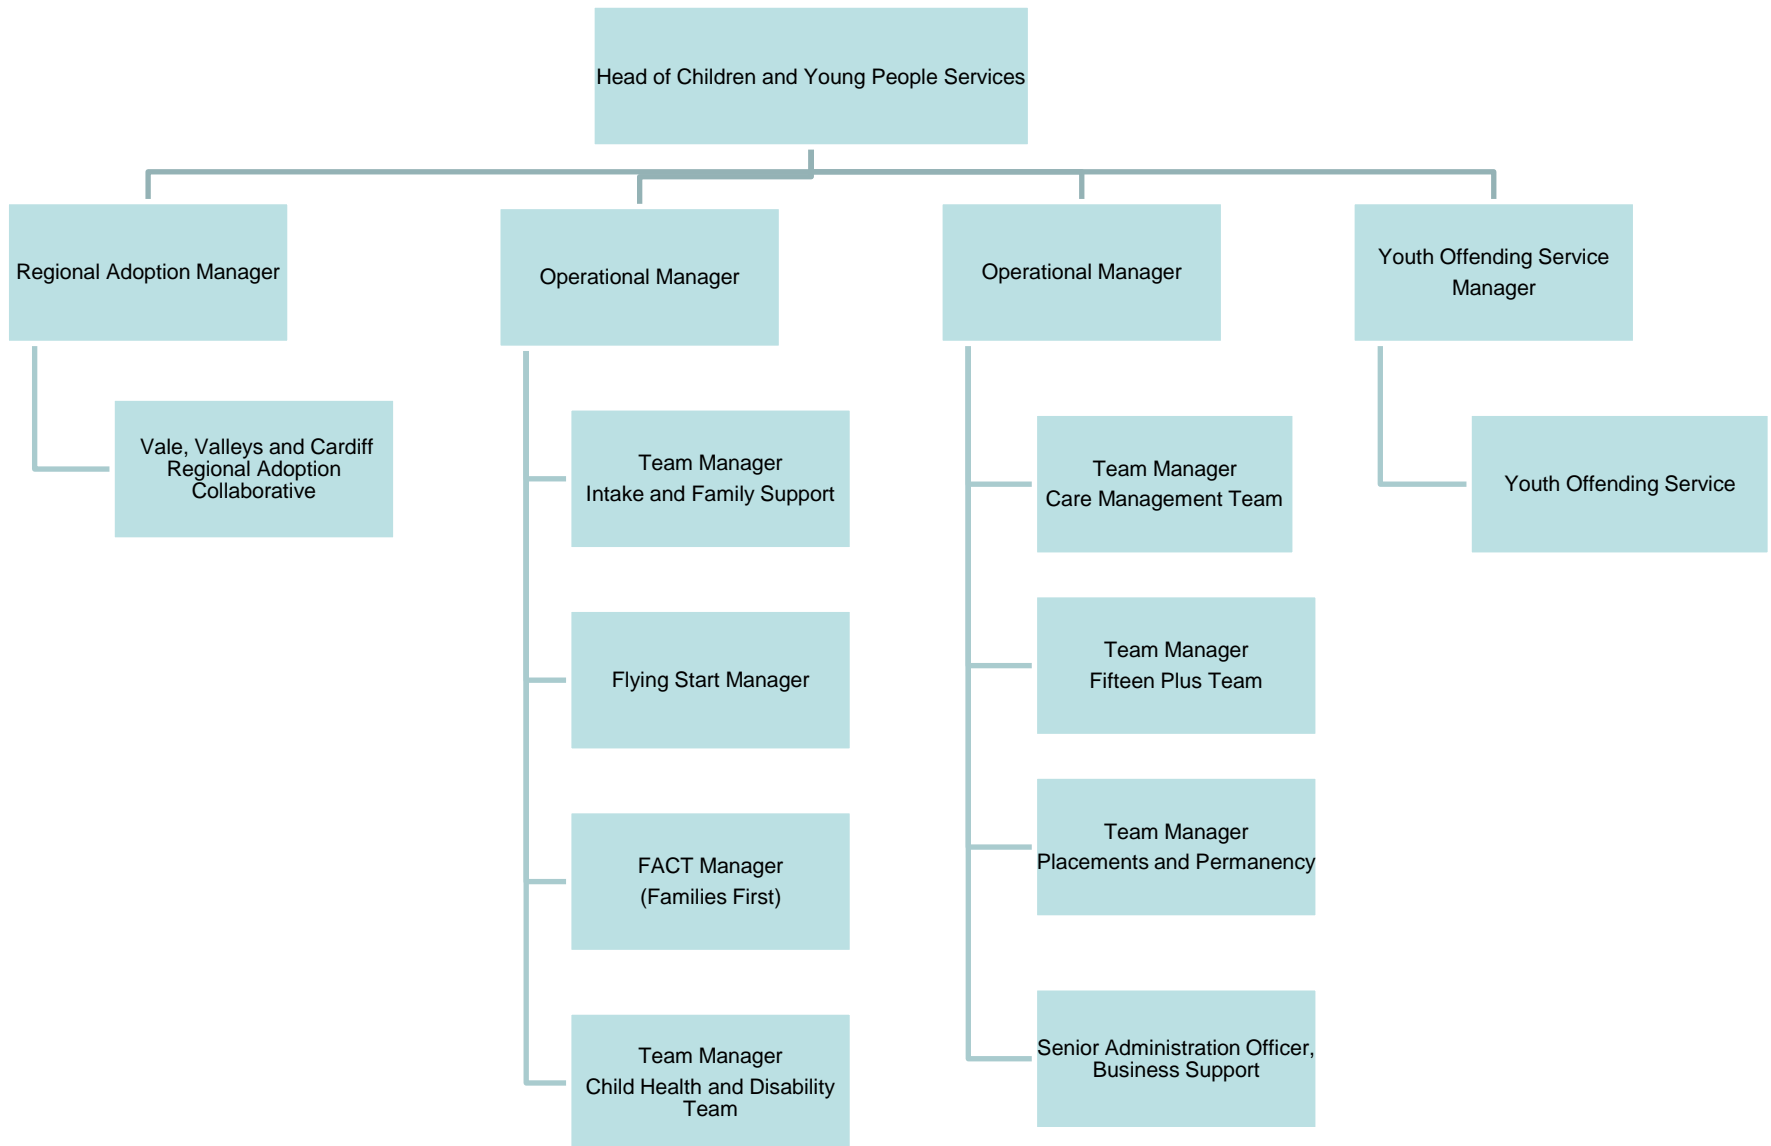 Head of Children and Young People Services
Regional Adoption Manager
Operational Manager
Operational Manager
Youth Offending Service
Manager
Vale, Valleys and Cardiff
Regional Adoption
Collaborative
Team Manager
Intake and Family Support
Flying Start Manager
FACT Manager
(Families First)
Team Manager
Child Health and Disability
Team
Team Manager
Care Management Team
Team Manager
Fifteen Plus Team
Team Manager
Placements and Permanency
Senior Administration Officer,
Business Support
Youth Offending Service